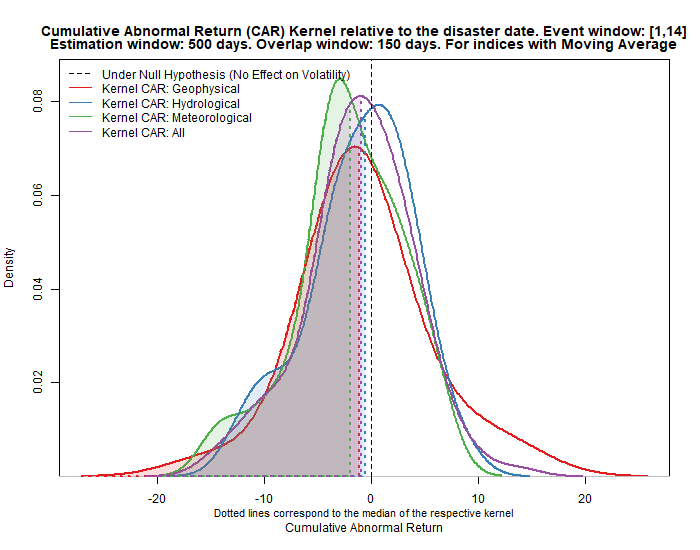 Cumulative Abnormal Return (CAR) Kernel relative to the disaster date. Event window: [1,14]
Estimation window: 500 days. Overlap window: 150 days. For indices with Moving Average
Under Null Hypothesis (No Effect on Volatility)
Kernel CAR: Geophysical
Kernel CAR: Hydrological
Kernel CAR: Meteorological
Kernel CAR: All
Density
0.08
0.06
0.04
0.02
-20 -10 0 10 20
Dotted lines correspond to the median of the respective kernel
Cumulative Abnormal Return